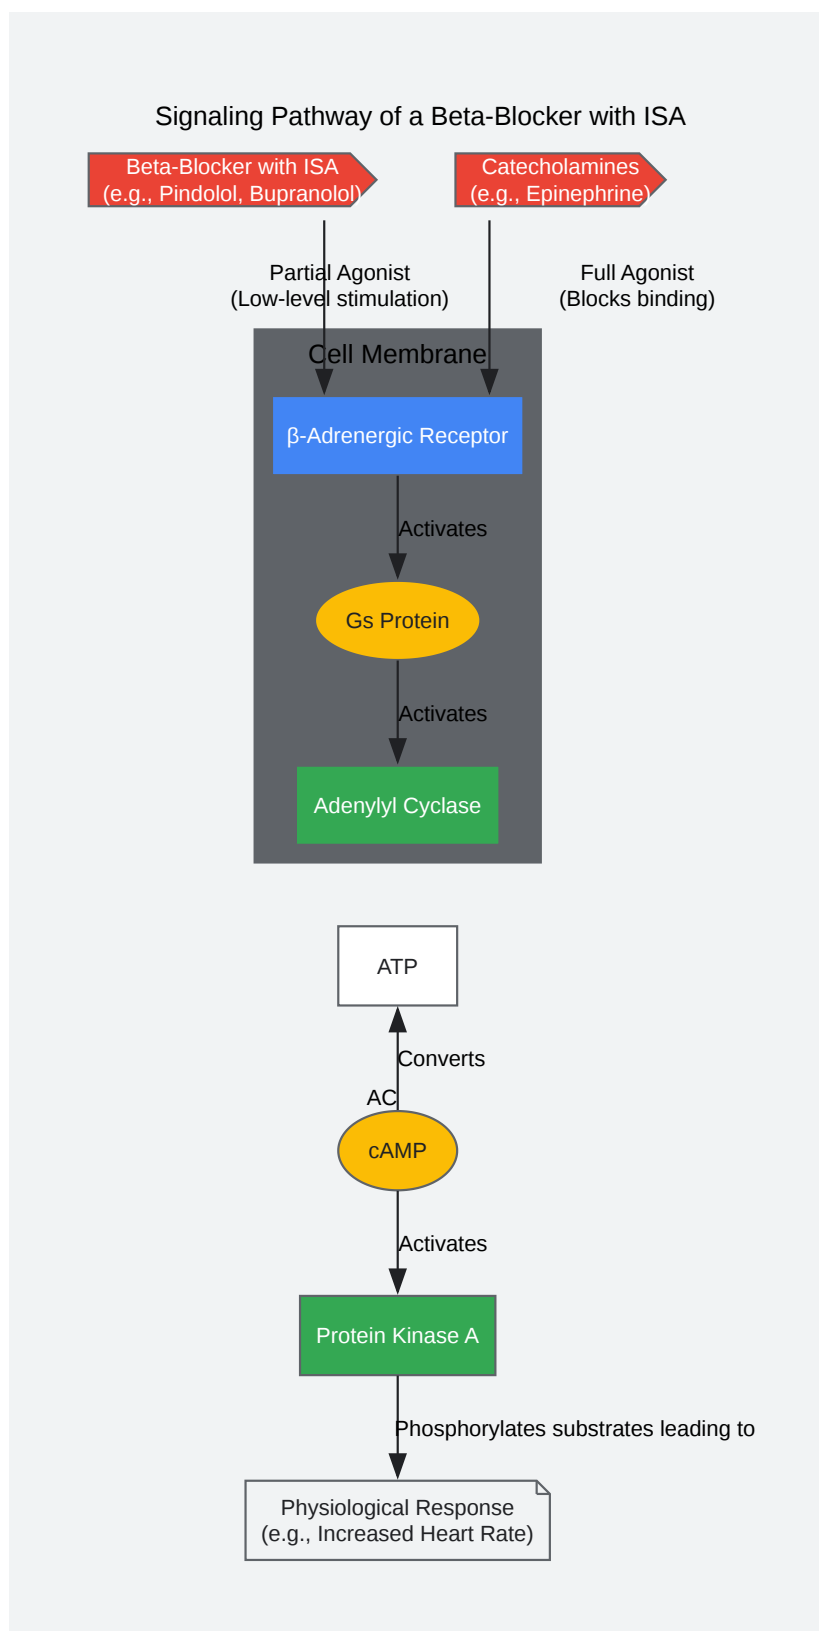 Signaling Pathway of a Beta-Blocker with ISA
Beta-Blocker with ISA
(e.g., Pindolol, Bupranolol)
Catecholamines
(e.g., Epinephrine)
Partial Agonist
(Low-level stimulation)
Full Agonist
(Blocks binding)
Cell Membrane
β-Adrenergic Receptor
Activates
Gs Protein
Activates
Adenylyl Cyclase
ATP
Converts
AC
cAMP
Activates
Protein Kinase A
Phosphorylates substrates leading to
Physiological Response
(e.g., Increased Heart Rate)